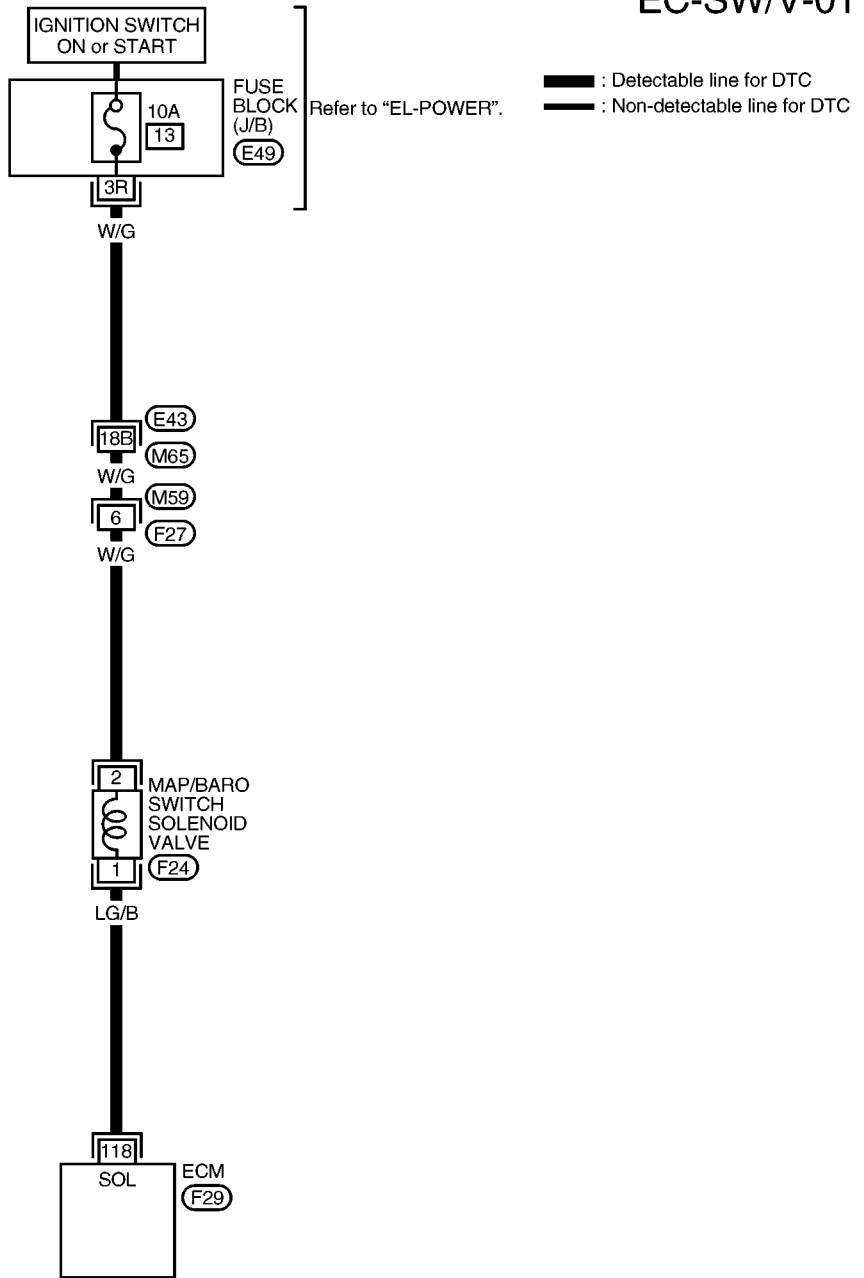 EC-SW/V-01
IGNITION SWITCH
ON or START
FUSE
BLOCK
(J/B)
E49
10A
13
Refer to “EL-POWER”.
: Detectable line for DTC
: Non-detectable line for DTC
3R
W/G
E43
18B
M65
W/G
M59
6
F27
W/G
2
MAP/BARO
SWITCH
SOLENOID
VALVE
1
F24
LG/B
118
SOL
ECM
F29